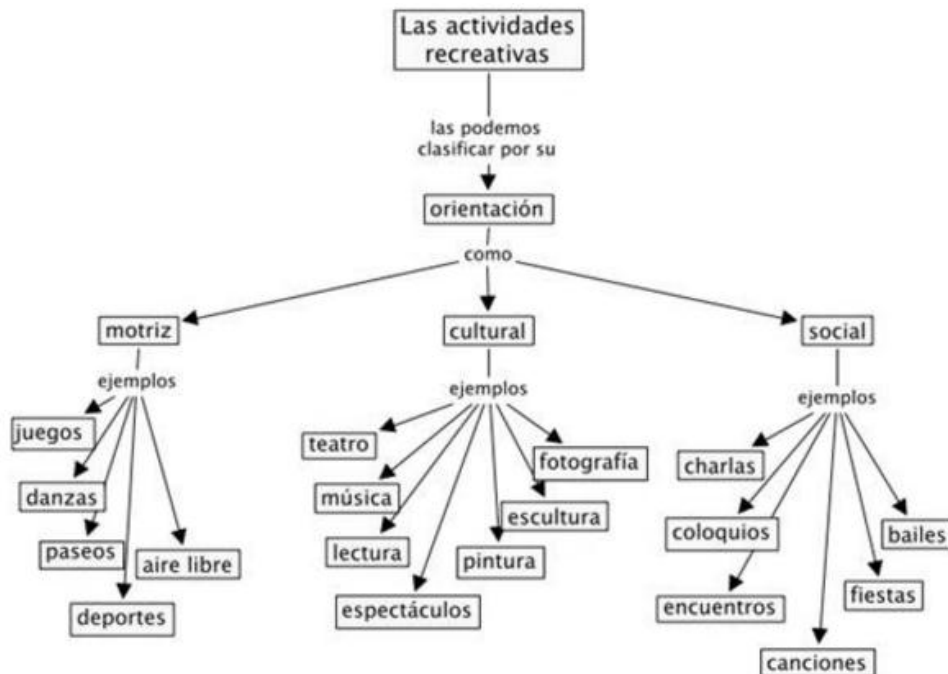 Las actividades
recreativas
las podemos
clasificar por su
orientación
como
motriz
cultural
social
ejemplos
juegos
danzas
paseos
aire libre
deportes
ejemplos
teatro
fotografía
música
escultura
lectura
pintura
espectáculos
ejemplos
charlas
coloquios
bailes
encuentros
fiestas
canciones